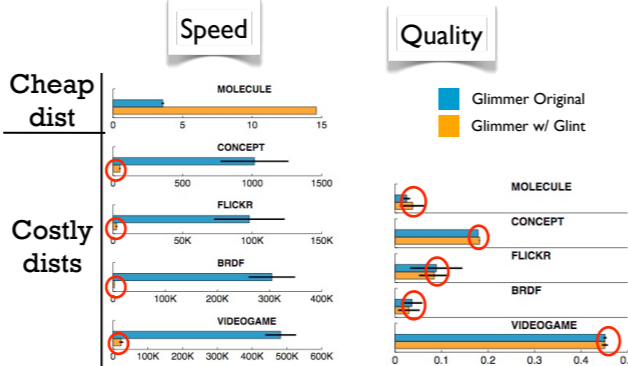 Speed
Quality
Cheap
dist
Costly
dists
MOLECULE
0 5 10 15
CONCEPT
0 500 1000 1500
FLICKR
0 50K 100K 150K
BRDF
0 100K 200K 300K 400K
VIDEOGAME
0 100K 200K 300K 400K 500K 600K
Glimmer Original
Glimmer w/ Glint
MOLECULE
CONCEPT
FLICKR
BRDF
VIDEOGAME
0 0.1 0.2 0.3 0.4